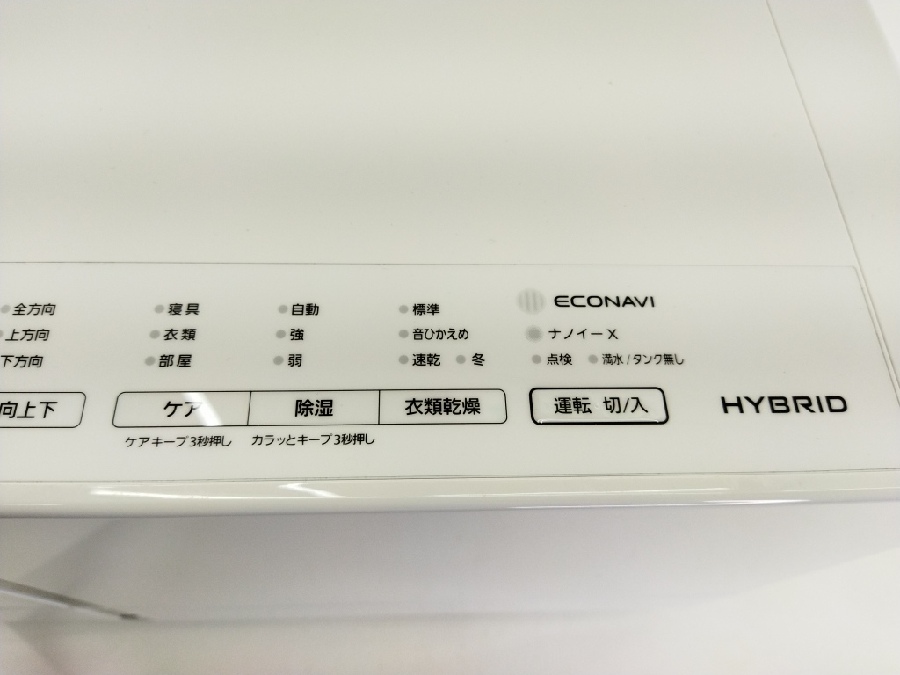 全方向 寝具 自動 標準 ECONAVI
上方向 衣類 強 音ひかえめ ナノイーX
下方向 部屋 弱 速乾 冬 点検 満水/タンク無し
向上下 ケア 除湿 衣類乾燥 運転 切/入 HYBRID
ケアキープ3秒押し カラッとキープ3秒押し